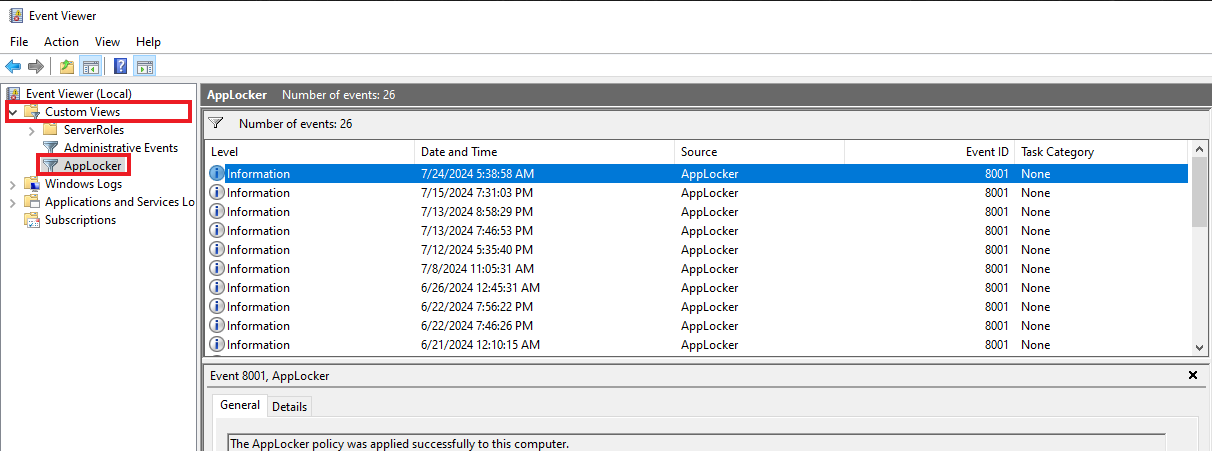 Event Viewer
File Action View Help
Event Viewer (Local)
Custom Views
ServerRoles
Administrative Events
AppLocker
Windows Logs
Applications and Services Lo
Subscriptions
AppLocker Number of events: 26
Number of events: 26
Level Date and Time Source Event ID Task Category
Information 7/24/2024 5:38:58 AM AppLocker 8001 None
Information 7/15/2024 7:31:03 PM AppLocker 8001 None
Information 7/13/2024 8:58:29 PM AppLocker 8001 None
Information 7/13/2024 7:46:53 PM AppLocker 8001 None
Information 7/12/2024 5:35:40 PM AppLocker 8001 None
Information 7/8/2024 11:05:31 AM AppLocker 8001 None
Information 6/26/2024 12:45:31 AM AppLocker 8001 None
Information 6/22/2024 7:56:22 PM AppLocker 8001 None
Information 6/22/2024 7:46:26 PM AppLocker 8001 None
Information 6/21/2024 12:10:15 AM AppLocker 8001 None
Event 8001, AppLocker
General Details
The AppLocker policy was applied successfully to this computer.